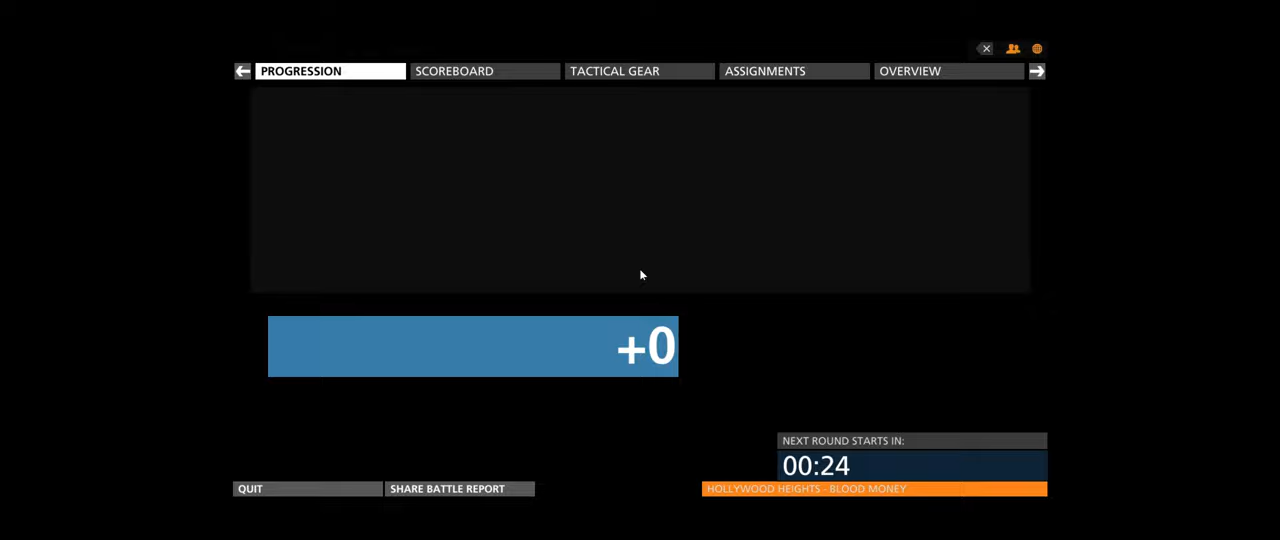 PROGRESSION
SCOREBOARD
TACTICAL GEAR
ASSIGNMENTS
OVERVIEW
+0
NEXT ROUND STARTS IN:
00:24
QUIT
SHARE BATTLE REPORT
HOLLYWOOD HEIGHTS - BLOOD MONEY